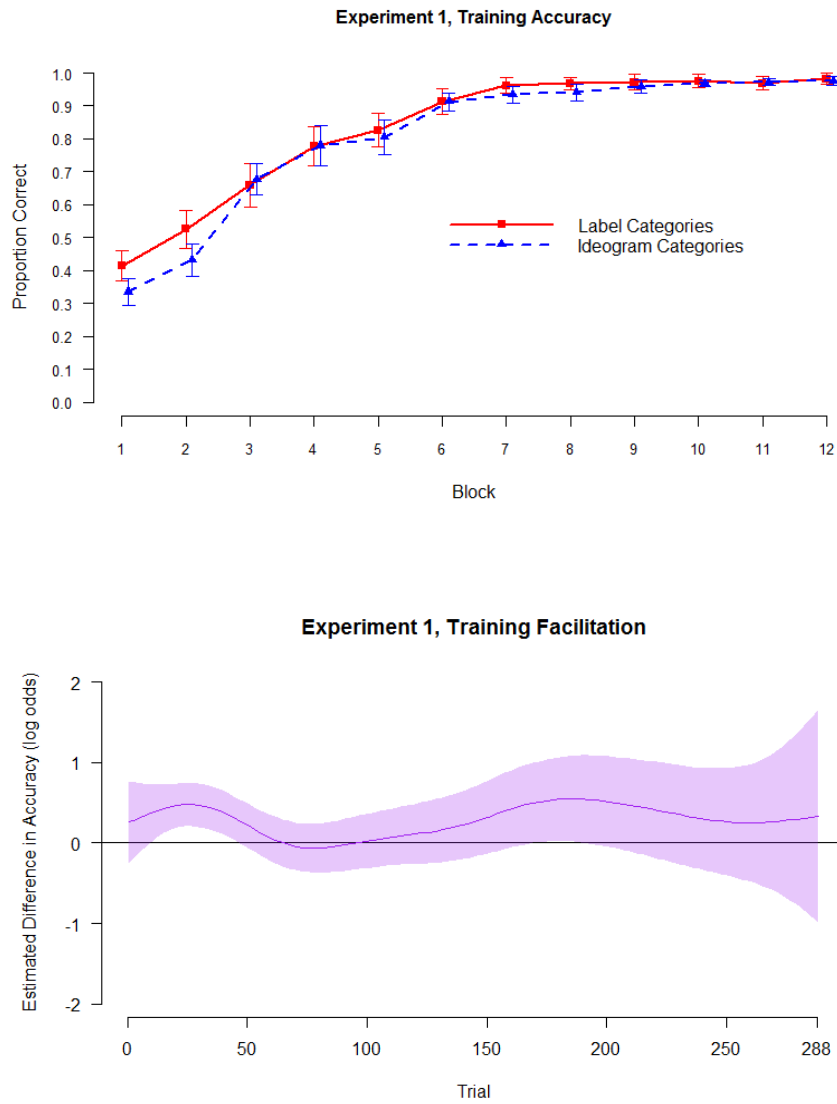 Experiment 1, Training Accuracy
Proportion Correct
1.0
0.9
0.8
0.7
0.6
0.5
0.4
0.3
0.2
0.1
0.0
Label Categories
Ideogram Categories
1 2 3 4 5 6 7 8 9 10 11 12
Block
Experiment 1, Training Facilitation
Estimated Difference in Accuracy (log odds)
2
1
0
-1
-2
0 50 100 150 200 250 288
Trial